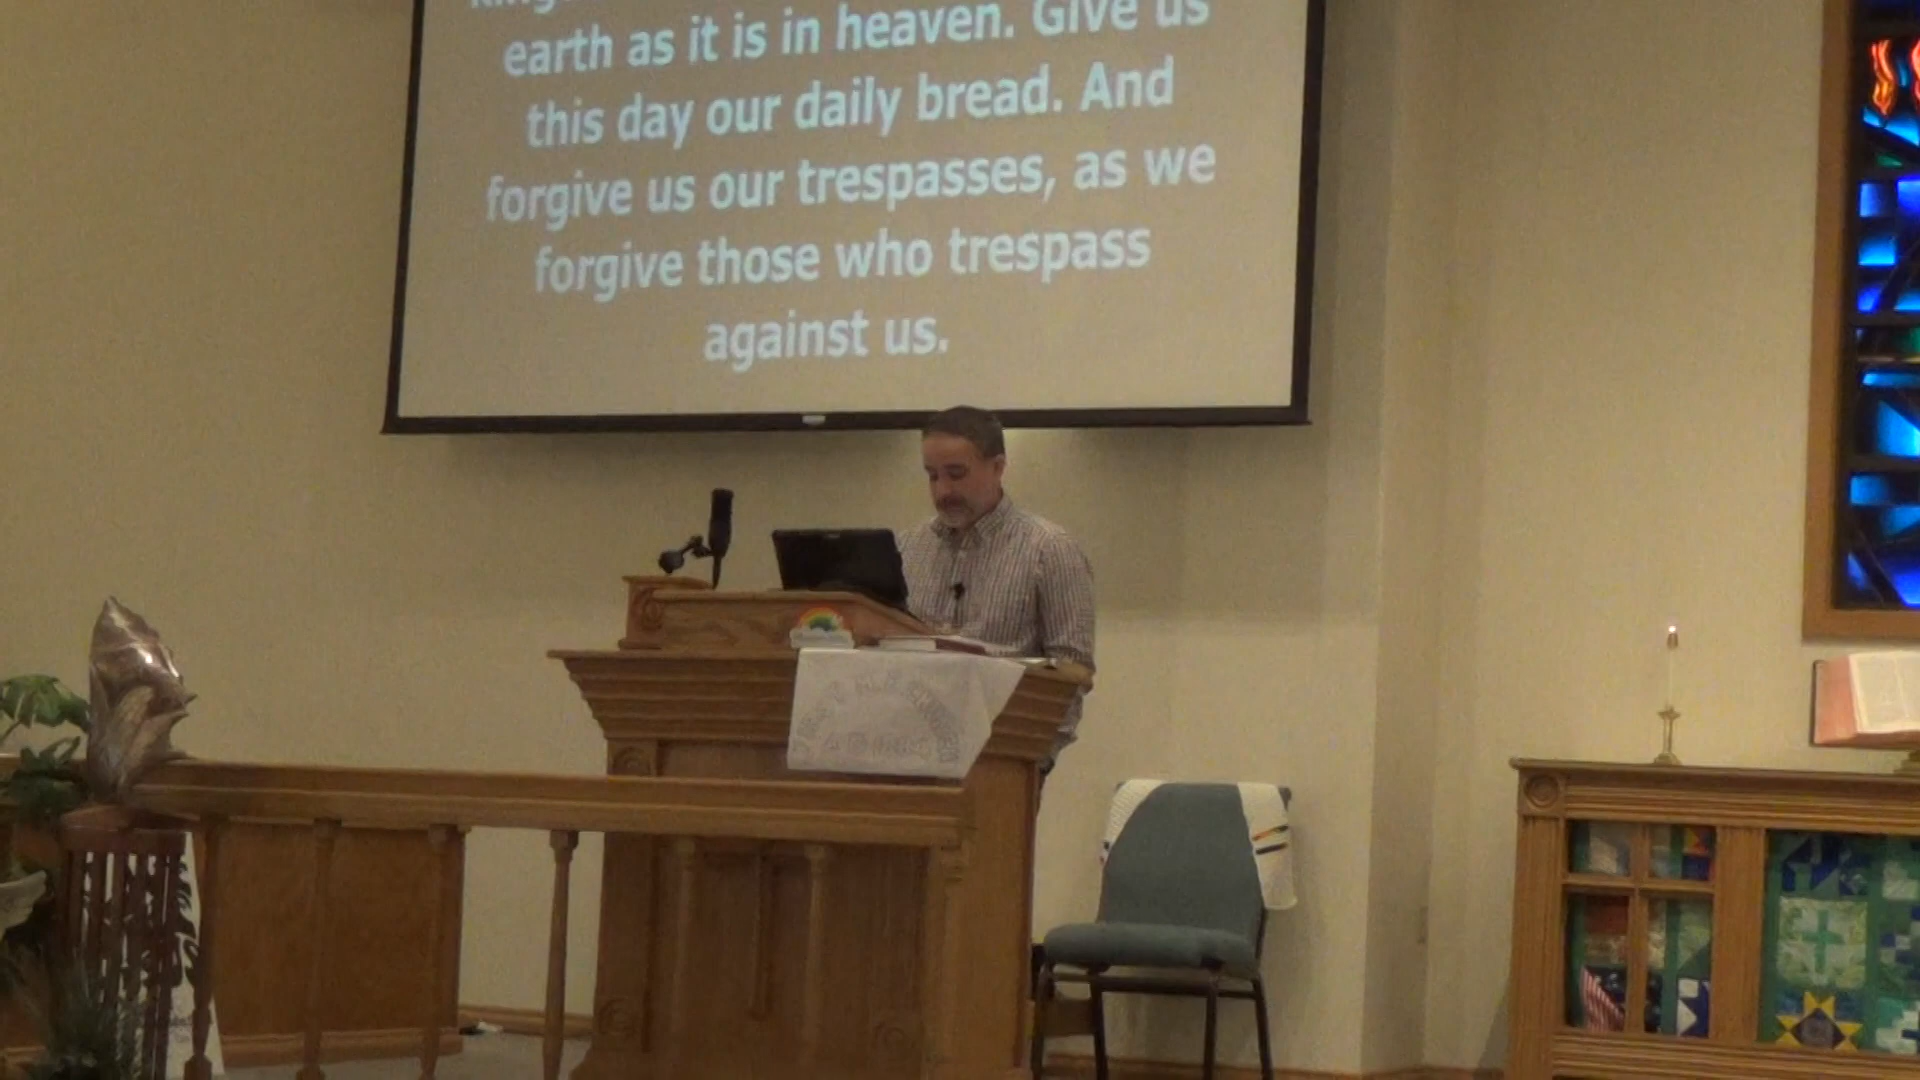 earth as it is in heaven. Give us
this day our daily bread. And
forgive us our trespasses, as we
forgive those who trespass
against us.